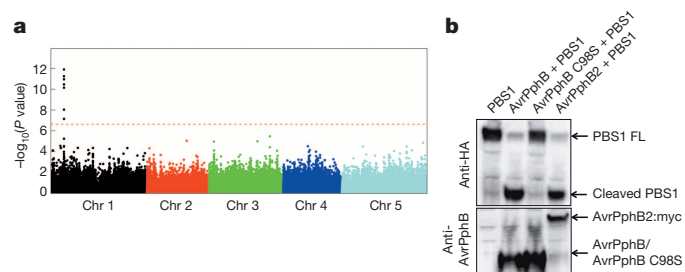 a
–log10(P value)
12
10
8
6
4
2
0
Chr 1
Chr 2
Chr 3
Chr 4
Chr 5
b
PBS1
AvrPphB + PBS1
AvrPphB C98S + PBS1
AvrPphB2 + PBS1
Anti-HA
PBS1 FL
Cleaved PBS1
Anti-
AvrPphB
AvrPphB2:myc
AvrPphB/
AvrPphB C98S